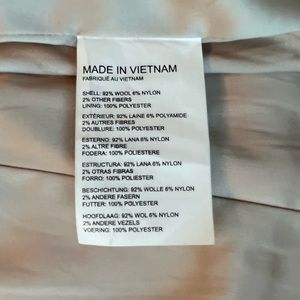 MADE IN VIETNAM
FABRIQUÉ AU VIETNAM
SHELL: 92% WOOL 6% NYLON
2% OTHER FIBERS
LINING: 100% POLYESTER
EXTÉRIEUR: 92% LAINE 6% POLYAMIDE
2% AUTRES FIBRES
DOUBLURE: 100% POLYESTER
ESTERNO: 92% LANA 6% NYLON
2% ALTRE FIBRE
FODERA: 100% POLIESTERE
ESTRUCTURA: 92% LANA 6% NYLON
2% OTRAS FIBRAS
FORRO: 100% POLYESTER
BESCHICHTUNG: 92% WOLLE 6% NYLON
2% ANDERE FASERN
FUTTER: 100% POLYESTER
HOOFDLAAG: 92% WOL 6% NYLON
2% ANDERE VEZELS
VOERING: 100% POLYESTER